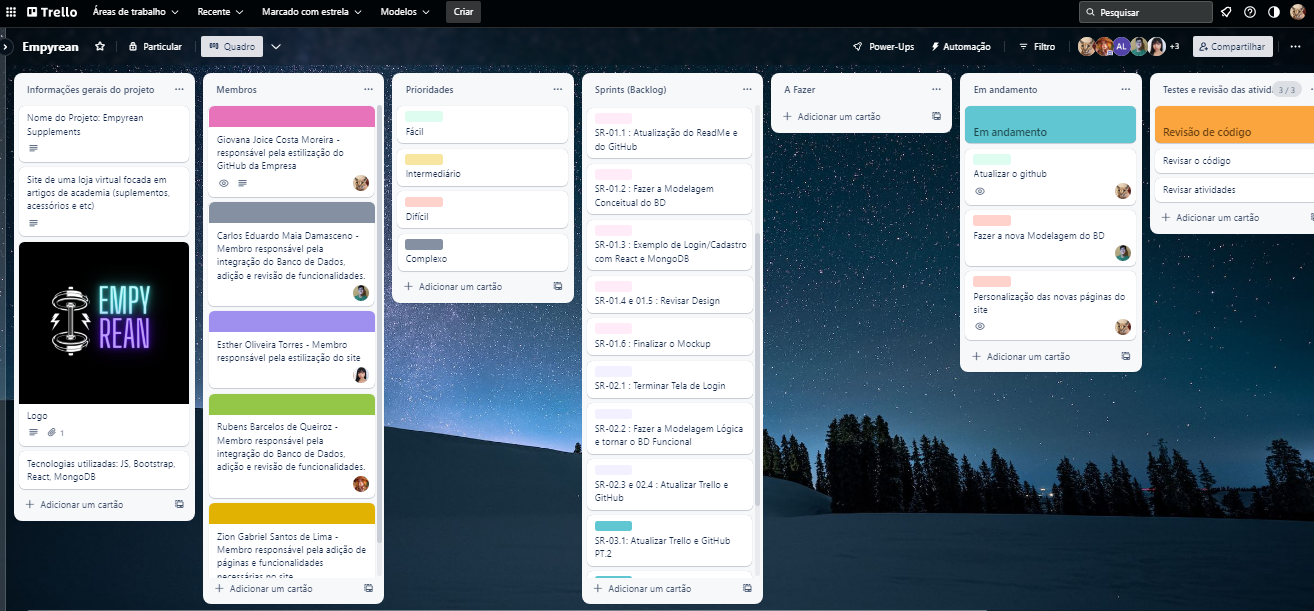 Trello
Áreas de trabalho
Recente
Marcado com estrela
Modelos
Criar
Pesquisar
Empyrean
Particular
Quadro
Power-Ups
Automação
Filtro
AL
+3
Compartilhar
Informações gerais do projeto
Nome do Projeto: Empyrean
Supplements
Site de uma loja virtual focada em
artigos de academia (suplementos,
acessórios e etc)
EMPY
REAN
Logo
1
Tecnologias utilizadas: JS, Bootstrap,
React, MongoDB
Adicionar um cartão
Membros
Giovana Joice Costa Moreira -
responsável pela estilização do
GitHub da Empresa
Carlos Eduardo Maia Damasceno -
Membro responsável pela
integração do Banco de Dados,
adição e revisão de funcionalidades.
Esther Oliveira Torres - Membro
responsável pela estilização do site
Rubens Barcelos de Queiroz -
Membro responsável pela
integração do Banco de Dados,
adição e revisão de funcionalidades.
Zion Gabriel Santos de Lima -
Membro responsável pela adição de
páginas e funcionalidades
necessárias no site
Adicionar um cartão
Prioridades
Fácil
Intermediário
Difícil
Complexo
Adicionar um cartão
Sprints (Backlog)
SR-01.1 : Atualização do ReadMe e
do GitHub
SR-01.2 : Fazer a Modelagem
Conceitual do BD
SR-01.3 : Exemplo de Login/Cadastro
com React e MongoDB
SR-01.4 e 01.5 : Revisar Design
SR-01.6 : Finalizar o Mockup
SR-02.1 : Terminar Tela de Login
SR-02.2 : Fazer a Modelagem Lógica
e tornar o BD Funcional
SR-02.3 e 02.4 : Atualizar Trello e
GitHub
SR-03.1: Atualizar Trello e GitHub
PT.2
Adicionar um cartão
A Fazer
Adicionar um cartão
Em andamento
Em andamento
Atualizar o github
Fazer a nova Modelagem do BD
Personalização das novas páginas do
site
Adicionar um cartão
Testes e revisão das ativid
3 / 3
Revisão de código
Revisar o código
Revisar atividades
Adicionar um cartão